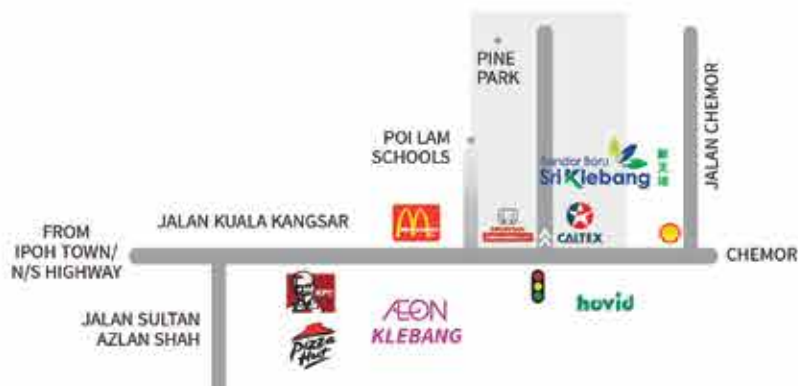 PINE
PARK
POI LAM
SCHOOLS
JALAN CHEMOR
Bandar Baru
Sri Klebang
JALAN KUALA KANGSAR
CALTEX
FROM
IPOH TOWN/
N/S HIGHWAY
CHEMOR
KFC
AEON
KLEBANG
hovid
JALAN SULTAN
AZLAN SHAH
Pizza
Hut